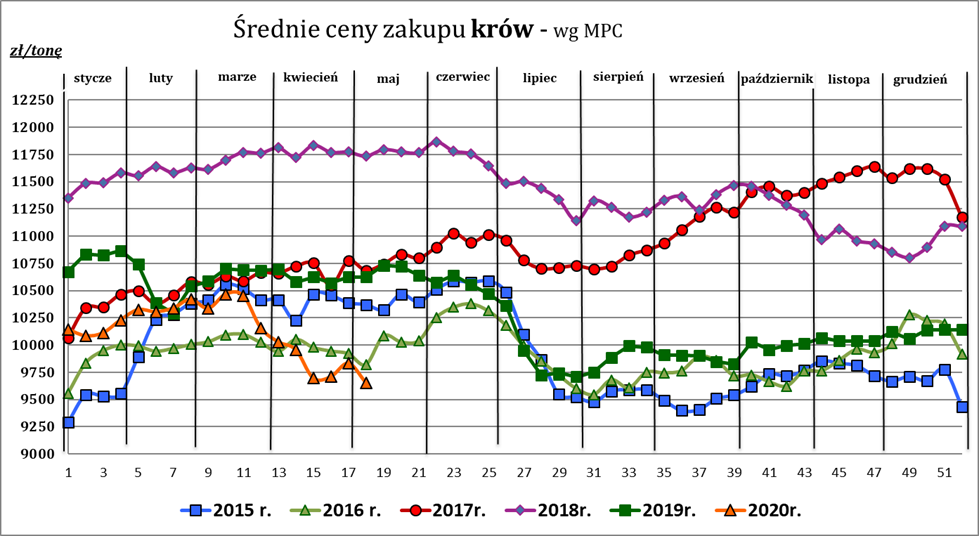 Średnie ceny zakupu krów - wg MPC
zł/tonę
stycze luty marze kwiecień maj czerwiec lipiec sierpień wrzesień październik listopa grudzień
12250
12000
11750
11500
11250
11000
10750
10500
10250
10000
9750
9500
9250
9000
1 3 5 7 9 11 13 15 17 19 21 23 25 27 29 31 33 35 37 39 41 43 45 47 49 51
2015 r. 2016 r. 2017r. 2018r. 2019r. 2020r.